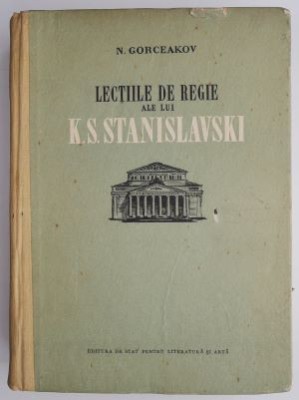 N. GORCEAKOV
LECȚIILE DE REGIE
ALE LUI
K.S. STANISLAVSKI
EDITURA DE STAT PENTRU LITERATURĂ ȘI ARTĂ